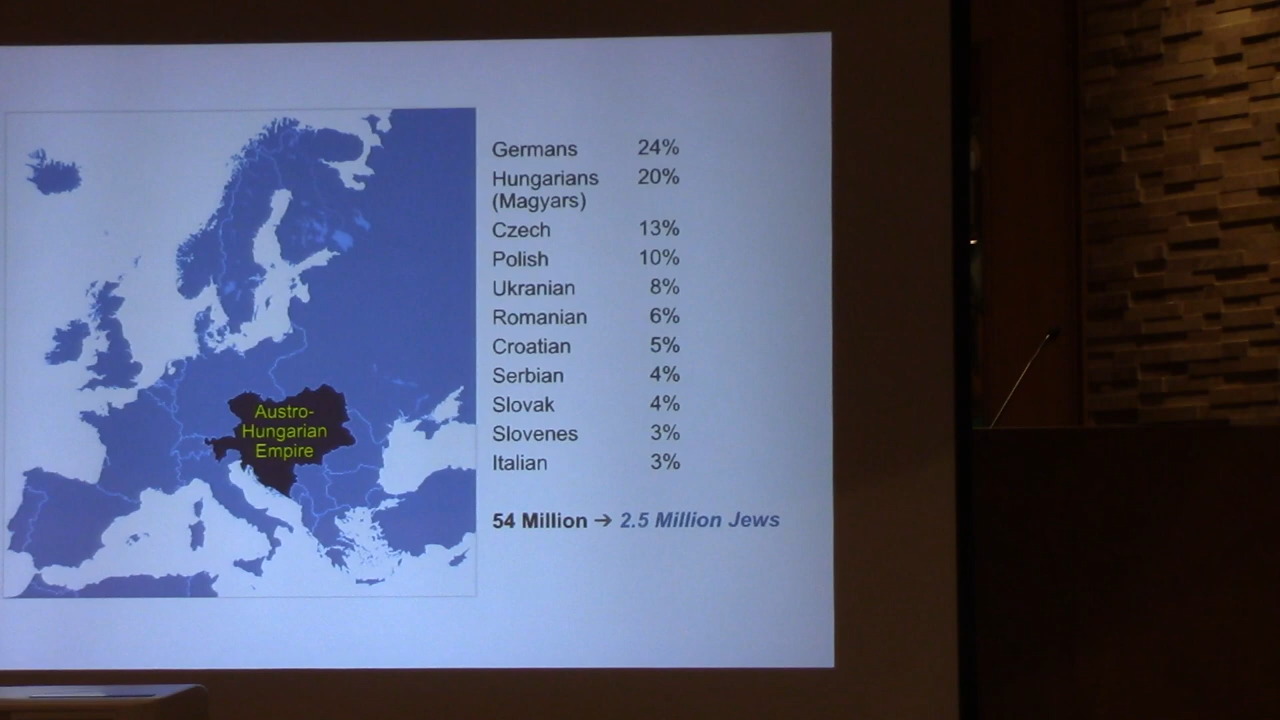 Austro-
Hungarian
Empire
Germans 24%
Hungarians 20%
(Magyars)
Czech 13%
Polish 10%
Ukranian 8%
Romanian 6%
Croatian 5%
Serbian 4%
Slovak 4%
Slovenes 3%
Italian 3%
54 Million → 2.5 Million Jews